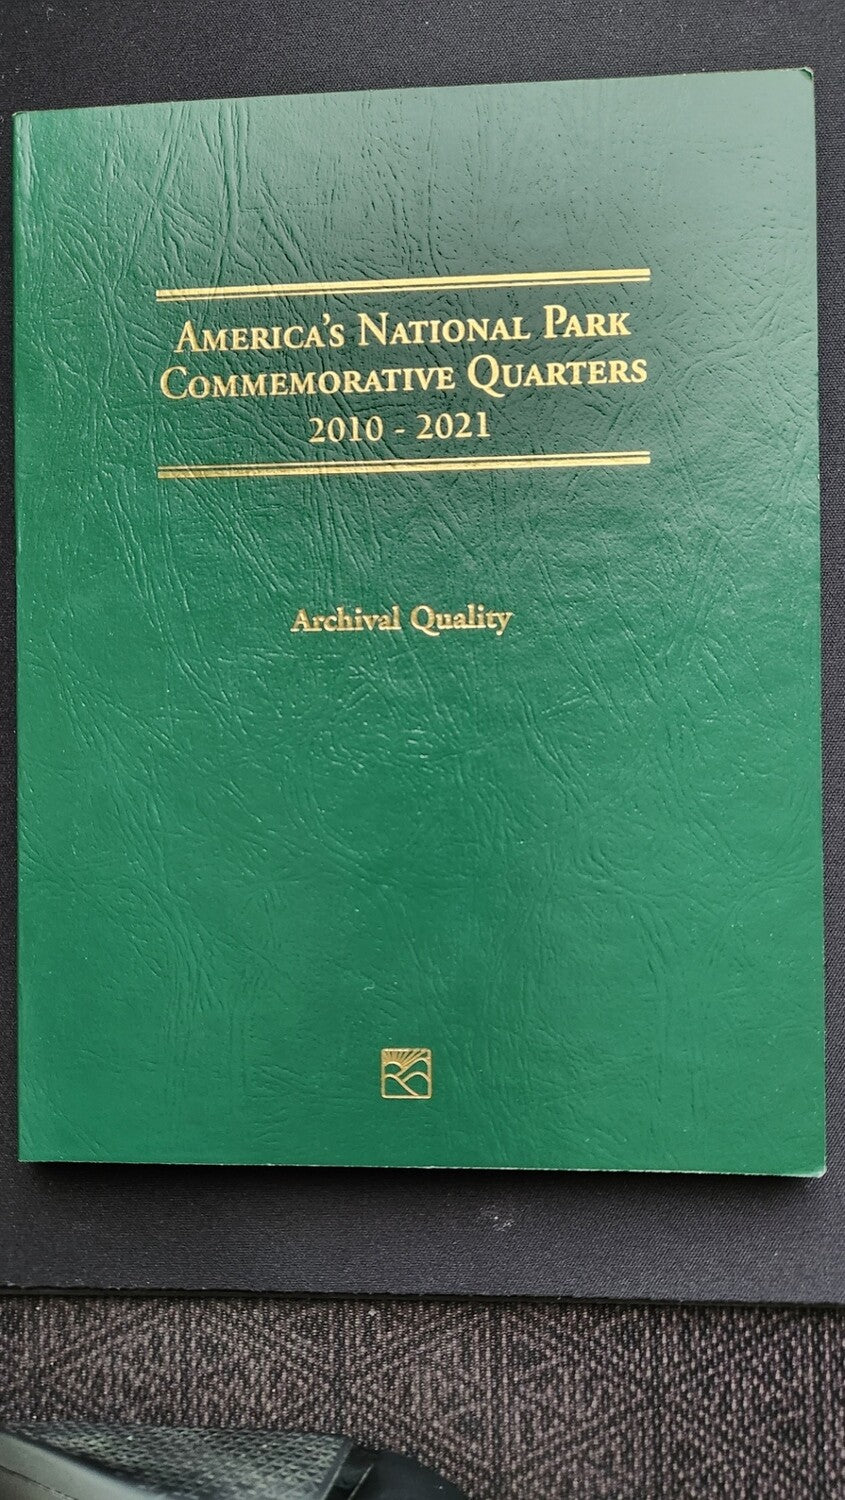 AMERICA'S NATIONAL PARK
COMMEMORATIVE QUARTERS
2010 - 2021
Archival Quality